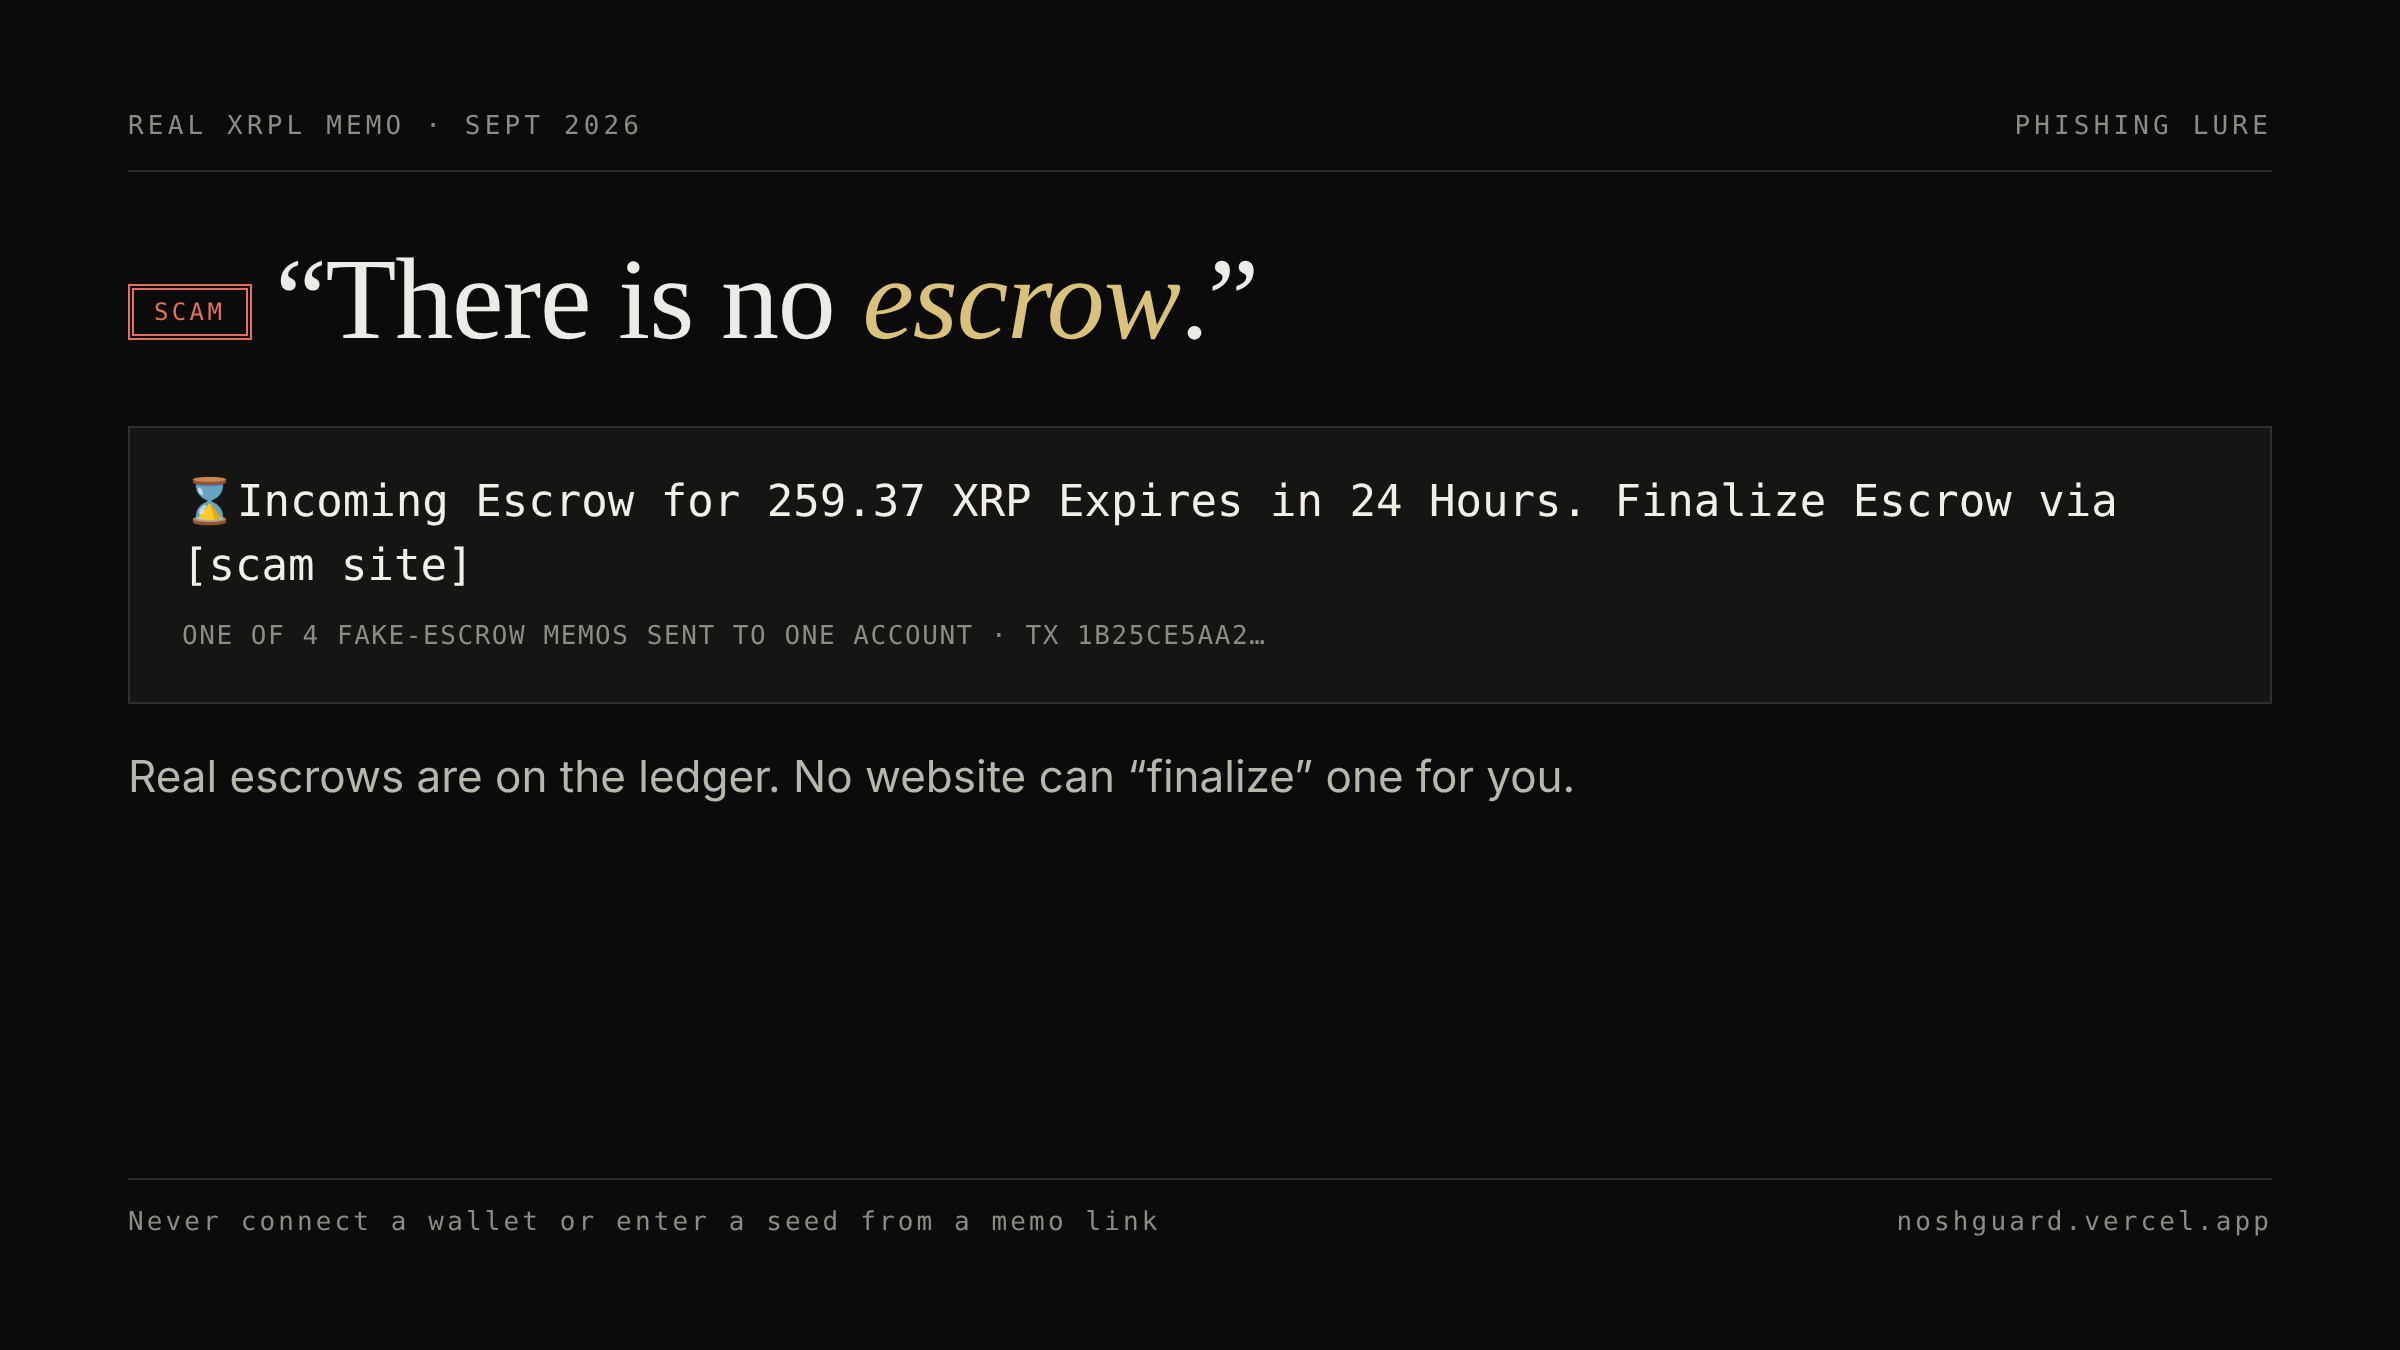 REAL XRPL MEMO · SEPT 2026
PHISHING LURE
SCAM
“There is no escrow.”
⌛Incoming Escrow for 259.37 XRP Expires in 24 Hours. Finalize Escrow via
[scam site]
ONE OF 4 FAKE-ESCROW MEMOS SENT TO ONE ACCOUNT · TX 1B25CE5AA2…
Real escrows are on the ledger. No website can “finalize” one for you.
Never connect a wallet or enter a seed from a memo link
noshguard.vercel.app